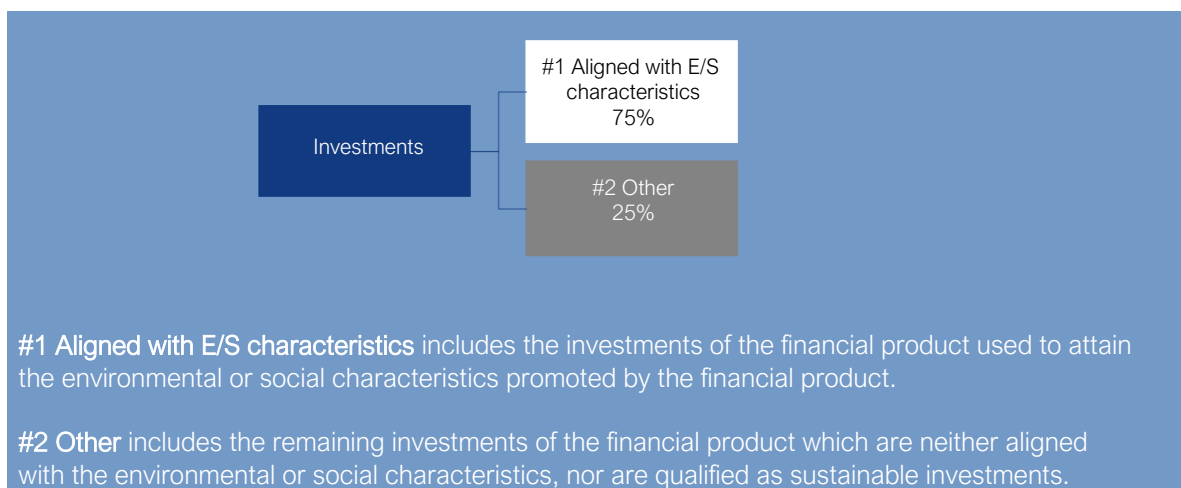 #1 Aligned with E/S
characteristics
75%
Investments
#2 Other
25%
#1 Aligned with E/S characteristics includes the investments of the financial product used to attain
the environmental or social characteristics promoted by the financial product.
#2 Other includes the remaining investments of the financial product which are neither aligned
with the environmental or social characteristics, nor are qualified as sustainable investments.